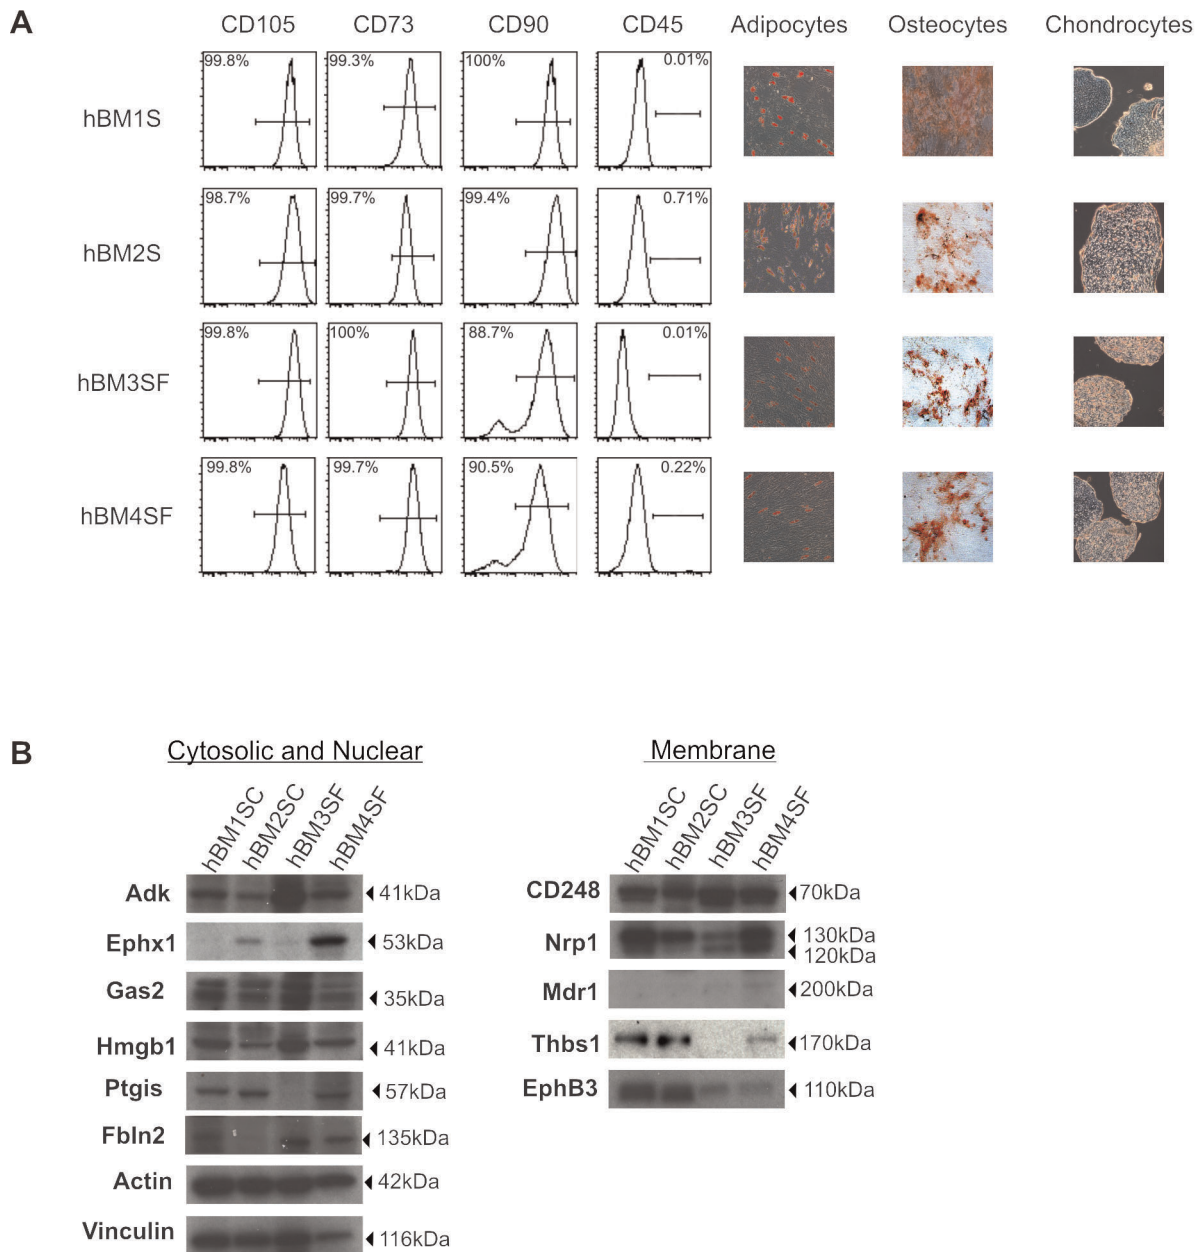 A
CD105 CD73 CD90 CD45 Adipocytes Osteocytes Chondrocytes
hBM1S 99.8% 99.3% 100% 0.01%
hBM2S 98.7% 99.7% 99.4% 0.71%
hBM3SF 99.8% 100% 88.7% 0.01%
hBM4SF 99.8% 99.7% 90.5% 0.22%
B
Cytosolic and Nuclear
hBM1SC hBM2SC hBM3SF hBM4SF
Adk 41kDa
Ephx1 53kDa
Gas2 35kDa
Hmgb1 41kDa
Ptgis 57kDa
Fbln2 135kDa
Actin 42kDa
Vinculin 116kDa
Membrane
hBM1SC hBM2SC hBM3SF hBM4SF
CD248 70kDa
Nrp1 130kDa
120kDa
Mdr1 200kDa
Thbs1 170kDa
EphB3 110kDa